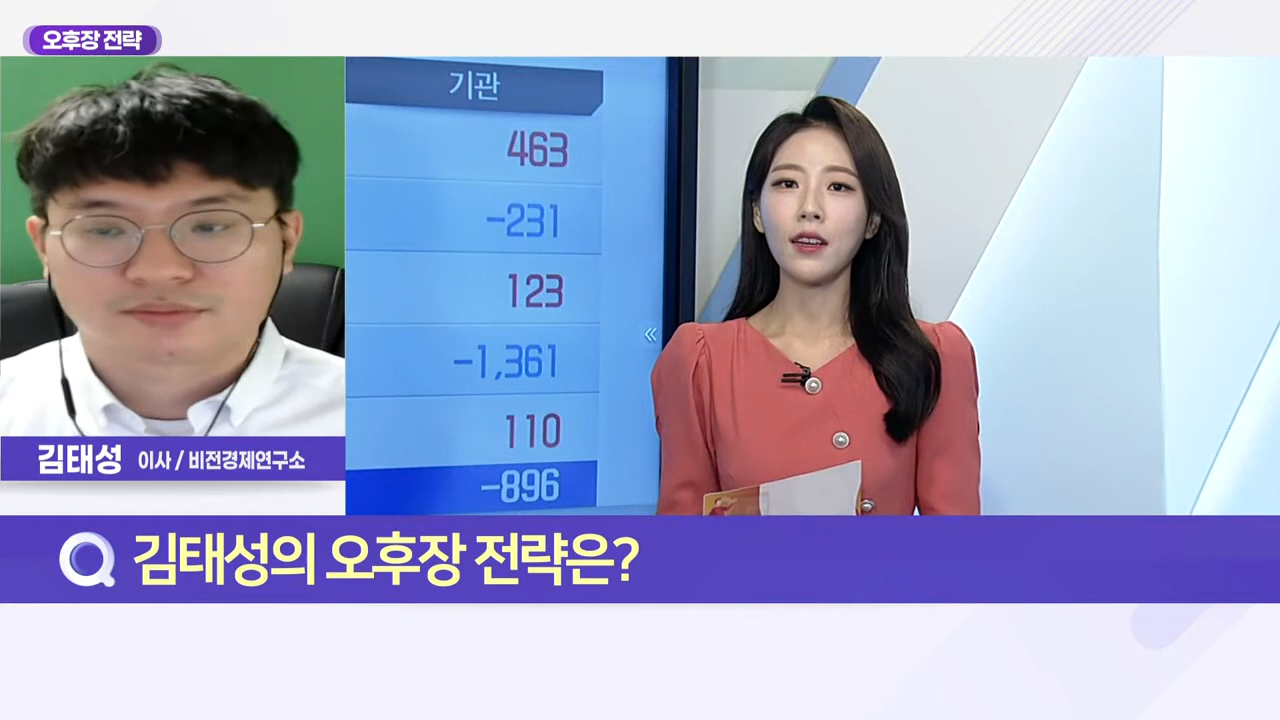 오후장 전략
기관
463
-231
123
-1,361
110
-896
«
김태성 이사 / 비전경제연구소
김태성의 오후장 전략은?